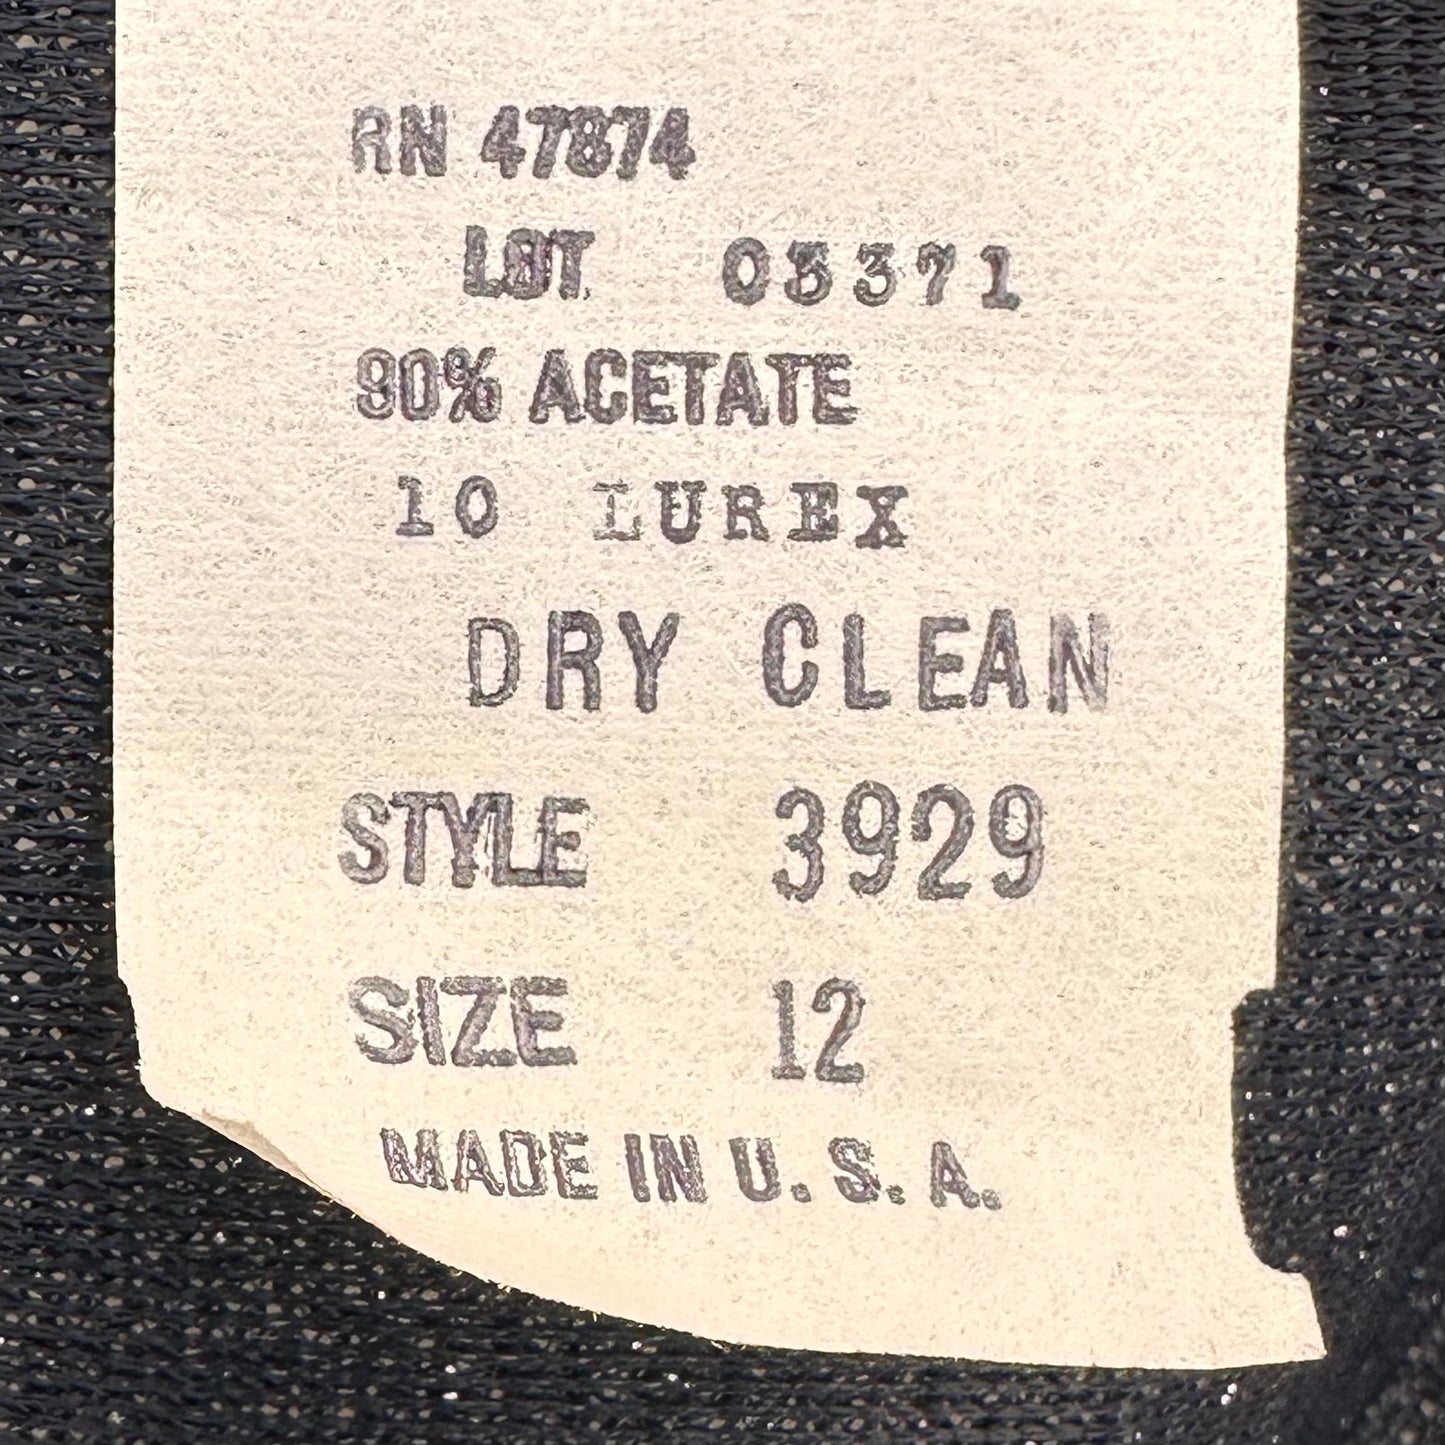 RN 47874
LOT 03371
90% ACETATE
10 LUREX
DRY CLEAN
STYLE 3929
SIZE 12
MADE IN U.S.A.